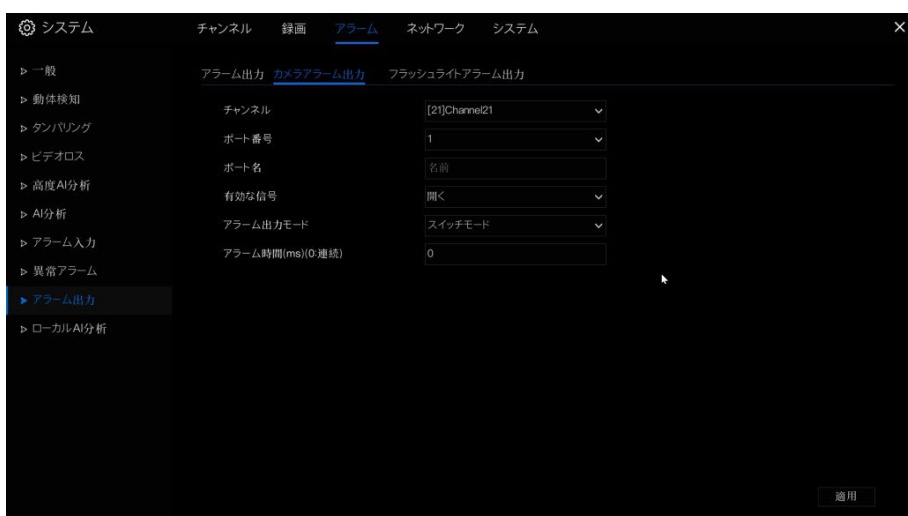 システム
チャンネル 録画 アラーム ネットワーク システム
一般
動体検知
タンパリング
ビデオロス
高度AI分析
AI分析
アラーム入力
異常アラーム
アラーム出力
ローカルAI分析
アラーム出力 カメラアラーム出力 フラッシュライトアラーム出力
チャンネル [21]Channel21
ポート番号 1
ポート名 名前
有効な信号 開く
アラーム出力モード スイッチモード
アラーム時間(ms)(0:連続) 0
適用